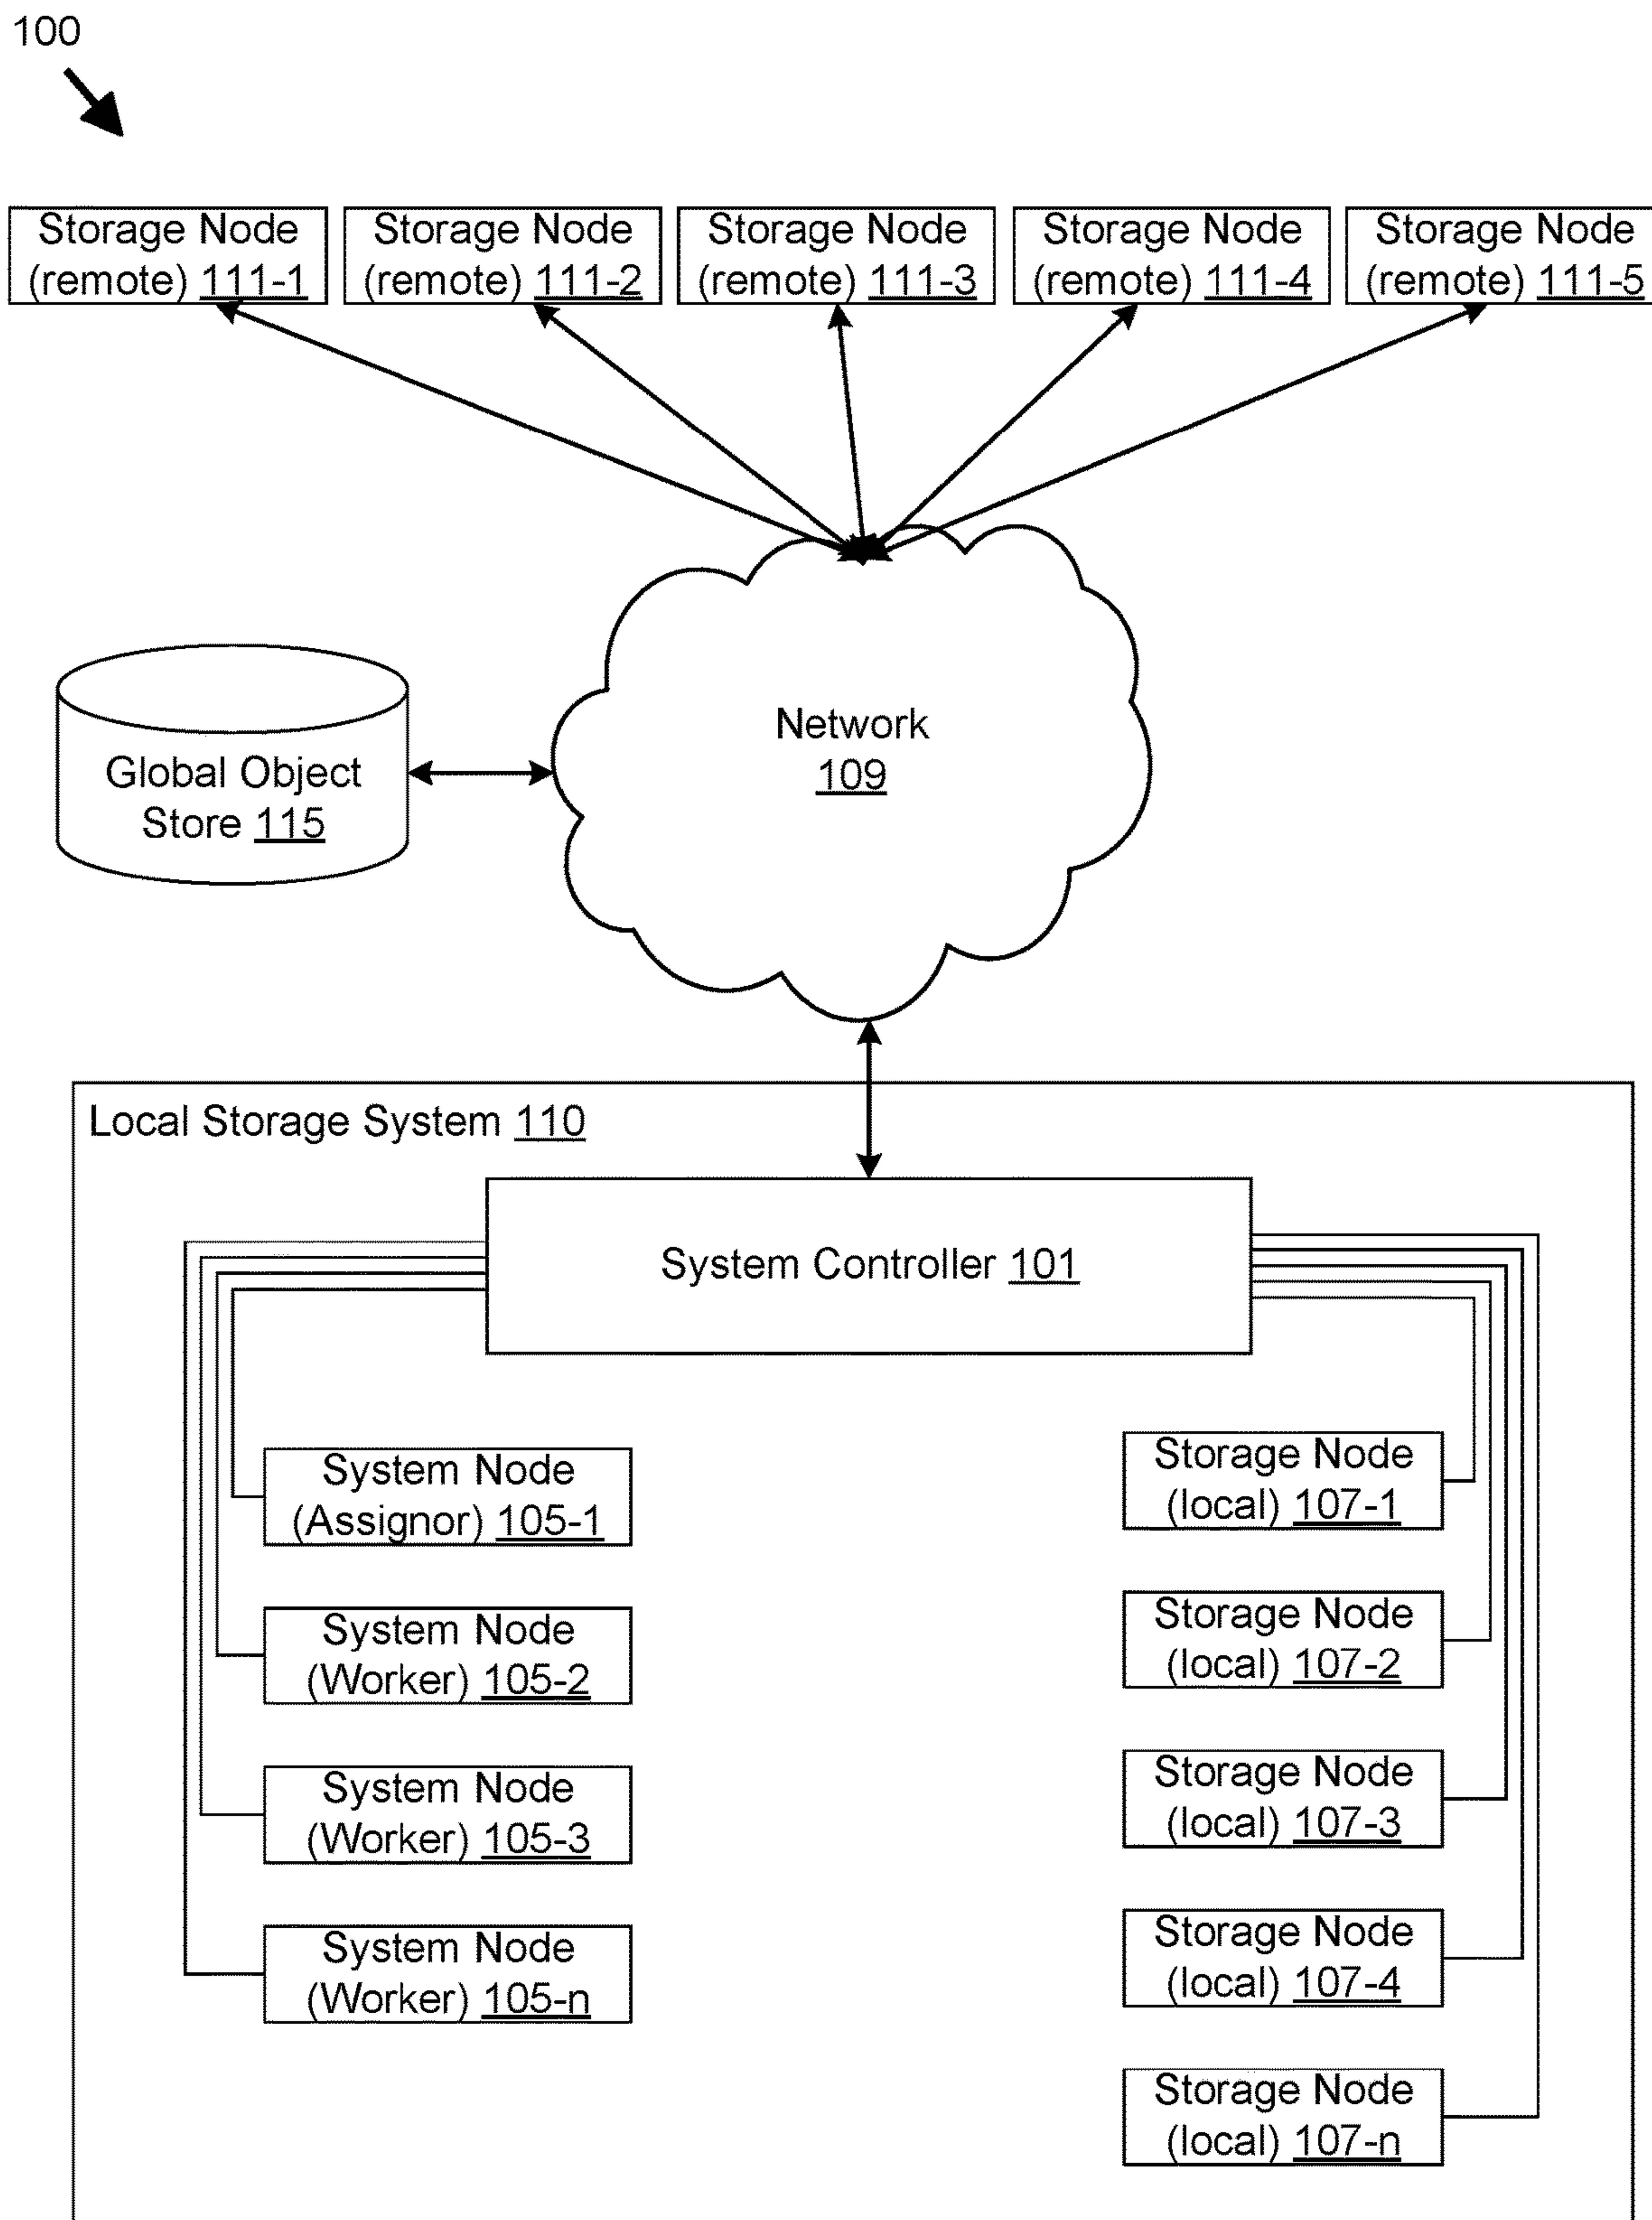 100
Storage Node
(remote) 111-1
Storage Node
(remote) 111-2
Storage Node
(remote) 111-3
Storage Node
(remote) 111-4
Storage Node
(remote) 111-5
Network
109
Global Object
Store 115
Local Storage System 110
System Controller 101
System Node
(Assignor) 105-1
System Node
(Worker) 105-2
System Node
(Worker) 105-3
System Node
(Worker) 105-n
Storage Node
(local) 107-1
Storage Node
(local) 107-2
Storage Node
(local) 107-3
Storage Node
(local) 107-4
Storage Node
(local) 107-n